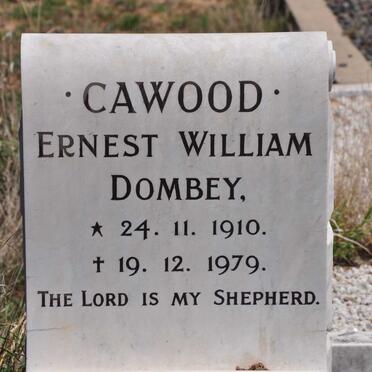 · CAWOOD ·
ERNEST WILLIAM
DOMBEY,
★ 24. 11. 1910.
✝ 19. 12. 1979.
THE LORD IS MY SHEPHERD.